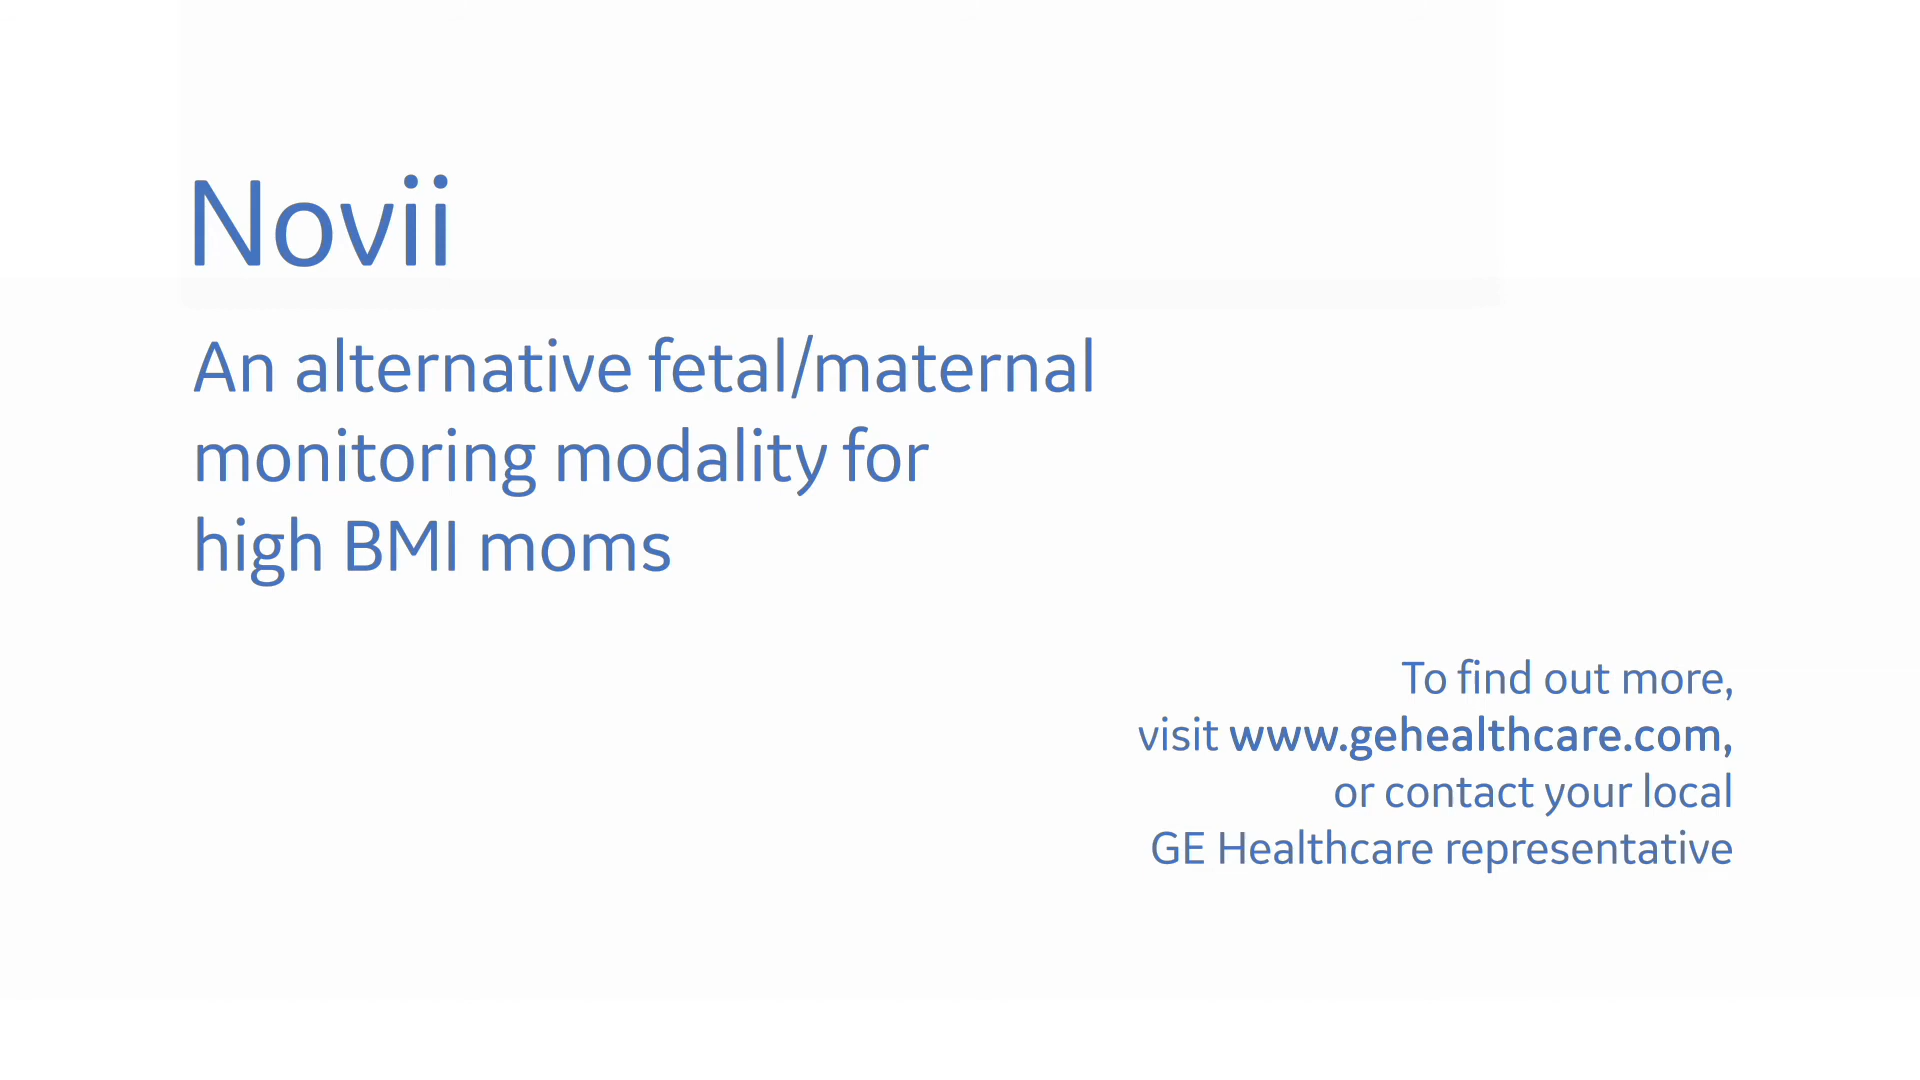 Novii
An alternative fetal/maternal
monitoring modality for
high BMI moms
To find out more,
visit www.gehealthcare.com,
or contact your local
GE Healthcare representative